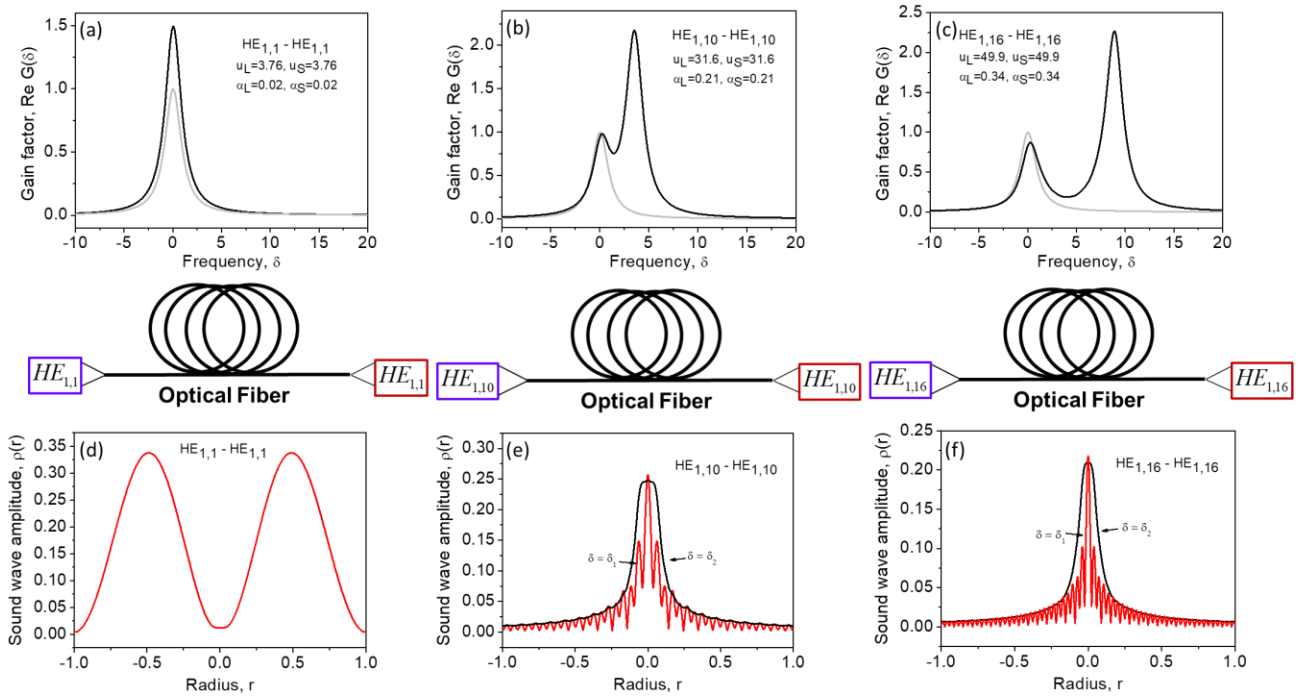 (a)
HE1,1 - HE1,1
uL=3.76, uS=3.76
αL=0.02, αS=0.02
Gain factor, Re G(δ)
1.5
1.0
0.5
0.0
-10 -5 0 5 10 15 20
Frequency, δ
(b)
HE1,10 - HE1,10
uL=31.6, uS=31.6
αL=0.21, αS=0.21
Gain factor, Re G(δ)
2.0
1.5
1.0
0.5
0.0
-10 -5 0 5 10 15 20
Frequency, δ
(c)
HE1,16 - HE1,16
uL=49.9, uS=49.9
αL=0.34, αS=0.34
Gain factor, Re G(δ)
2.5
2.0
1.5
1.0
0.5
0.0
-10 -5 0 5 10 15 20
Frequency, δ
HE1,1
HE1,1
Optical Fiber
HE1,10
HE1,10
Optical Fiber
HE1,16
HE1,16
Optical Fiber
(d)
HE1,1 - HE1,1
Sound wave amplitude, ρ(r)
0.35
0.30
0.25
0.20
0.15
0.10
0.05
0.00
-1.0 -0.5 0.0 0.5 1.0
Radius, r
(e)
HE1,10 - HE1,10
δ = δ1
δ = δ2
Sound wave amplitude, ρ(r)
0.30
0.25
0.20
0.15
0.10
0.05
0.00
-1.0 -0.5 0.0 0.5 1.0
Radius, r
(f)
HE1,16 - HE1,16
δ = δ1
δ = δ2
Sound wave amplitude, ρ(r)
0.25
0.20
0.15
0.10
0.05
0.00
-1.0 -0.5 0.0 0.5 1.0
Radius, r